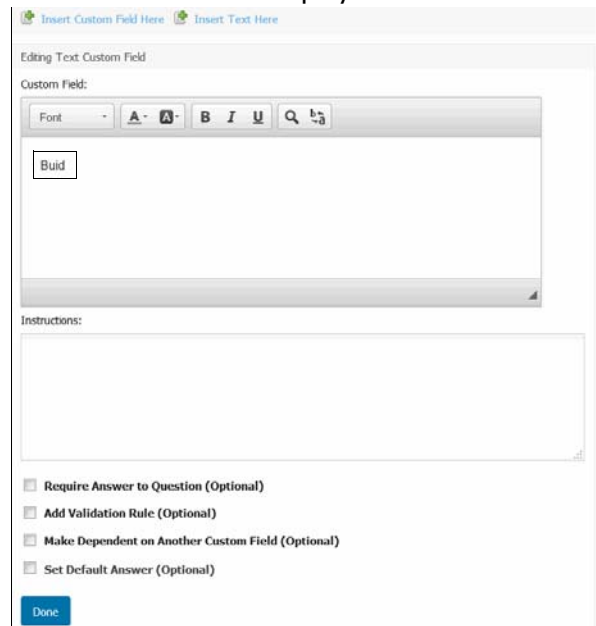 Insert Custom Field Here Insert Text Here
Editing Text Custom Field
Custom Field:
Font A A B I U
Buid
Instructions:
Require Answer to Question (Optional)
Add Validation Rule (Optional)
Make Dependent on Another Custom Field (Optional)
Set Default Answer (Optional)
Done